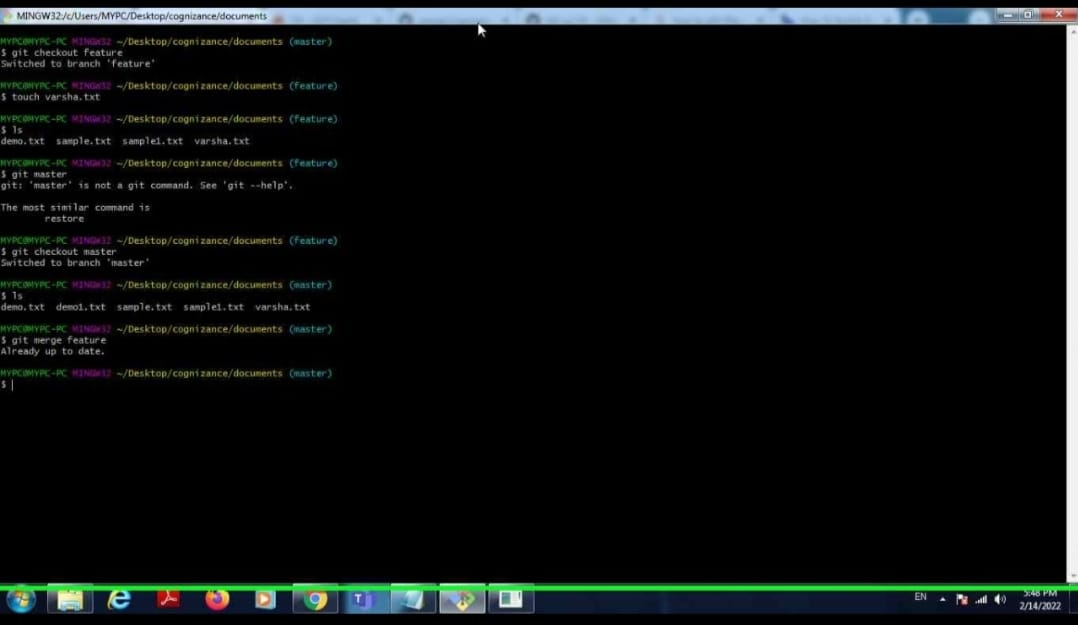 MINGW32:/c/Users/MYPC/Desktop/cognizance/documents
MYPC@MYPC-PC MINGW32 ~/Desktop/cognizance/documents (master)
$ git checkout feature
Switched to branch 'feature'
MYPC@MYPC-PC MINGW32 ~/Desktop/cognizance/documents (feature)
$ touch varsha.txt
MYPC@MYPC-PC MINGW32 ~/Desktop/cognizance/documents (feature)
$ ls
demo.txt  sample.txt  sample1.txt  varsha.txt
MYPC@MYPC-PC MINGW32 ~/Desktop/cognizance/documents (feature)
$ git master
git: 'master' is not a git command. See 'git --help'.
The most similar command is
        restore
MYPC@MYPC-PC MINGW32 ~/Desktop/cognizance/documents (feature)
$ git checkout master
Switched to branch 'master'
MYPC@MYPC-PC MINGW32 ~/Desktop/cognizance/documents (master)
$ ls
demo.txt  demo1.txt  sample.txt  sample1.txt  varsha.txt
MYPC@MYPC-PC MINGW32 ~/Desktop/cognizance/documents (master)
$ git merge feature
Already up to date.
MYPC@MYPC-PC MINGW32 ~/Desktop/cognizance/documents (master)
$
EN
5:48 PM
2/14/2022